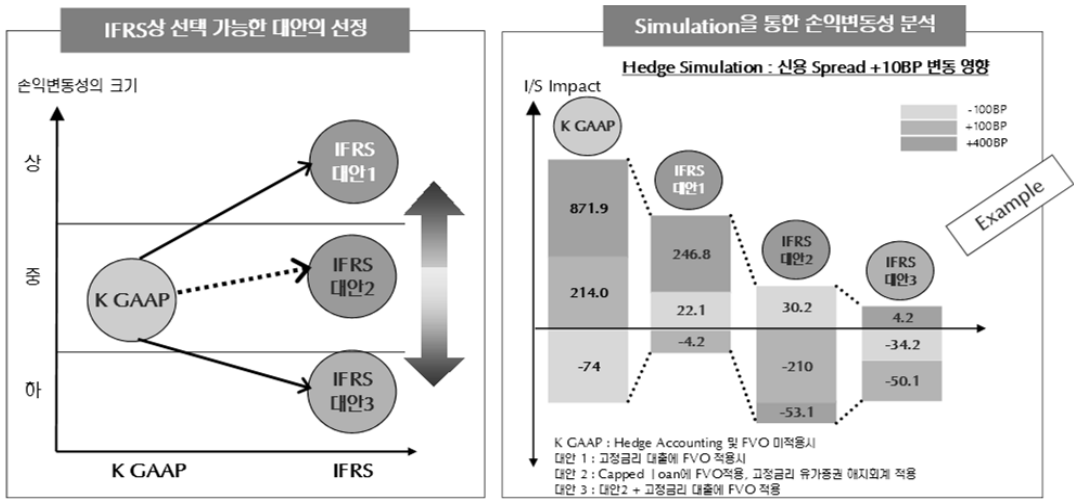 IFRS상 선택 가능한 대안의 선정
손익변동성의 크기
상
중
하
K GAAP
IFRS
대안1
IFRS
대안2
IFRS
대안3
K GAAP
IFRS
Simulation을 통한 손익변동성 분석
Hedge Simulation : 신용 Spread +10BP 변동 영향
I/S Impact
-100BP
+100BP
+400BP
Example
K GAAP
871.9
214.0
-74
IFRS
대안1
246.8
22.1
-4.2
IFRS
대안2
30.2
-210
-53.1
IFRS
대안3
4.2
-34.2
-50.1
K GAAP : Hedge Accounting 및 FVO 미적용시
대안 1 : 고정금리 대출에 FVO 적용시
대안 2 : Capped loan에 FVO적용, 고정금리 유가증권 해지회계 적용
대안 3 : 대안2 + 고정금리 대출에 FVO 적용